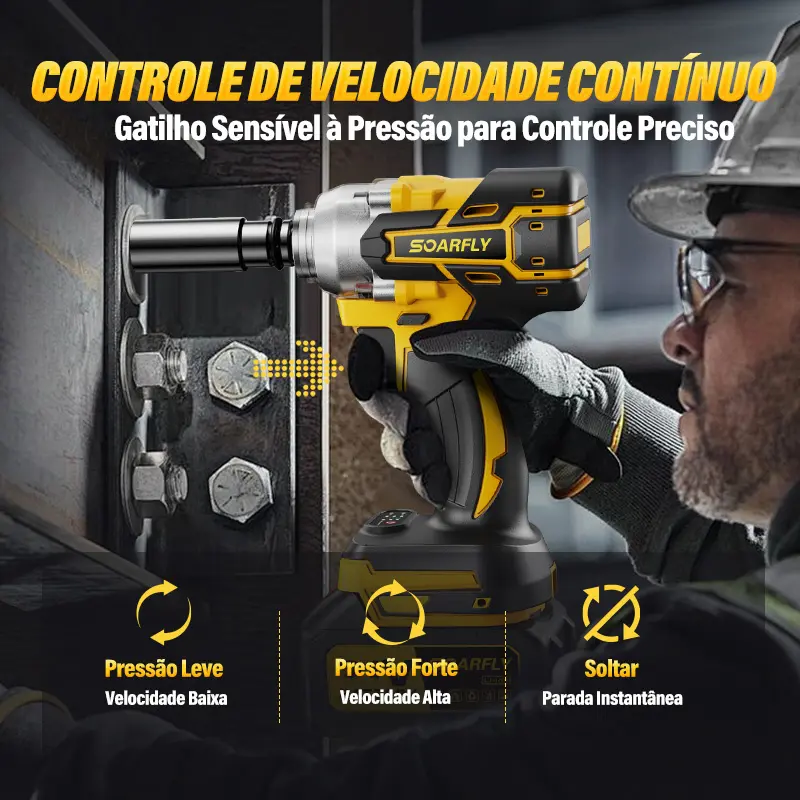 CONTROLE DE VELOCIDADE CONTÍNUO
Gatilho Sensível à Pressão para Controle Preciso
SOARFLY
Pressão Leve
Velocidade Baixa
Pressão Forte
Velocidade Alta
Soltar
Parada Instantânea
SOARFLY